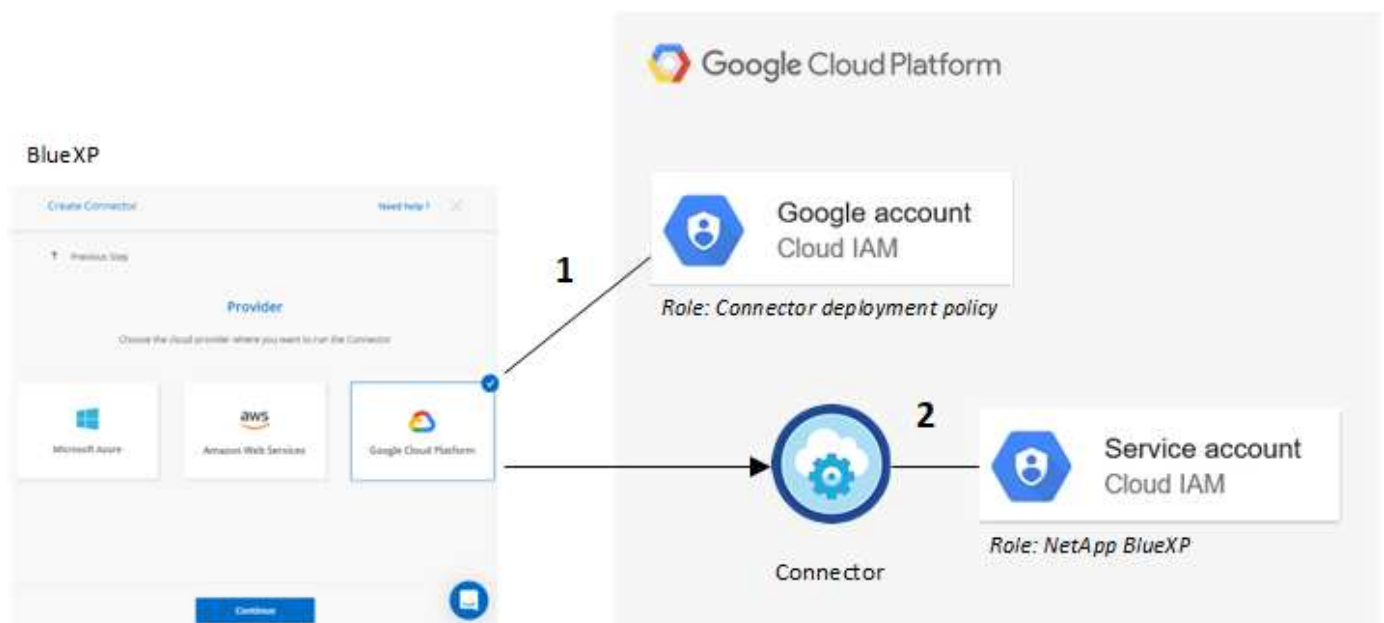 Google Cloud Platform
BlueXP
Create Connector
Need help?
Previous Step
Google account
Cloud IAM
1
Provider
Role: Connector deployment policy
Choose the cloud provider where you want to run the Connector
aws
2
Microsoft Azure
Amazon Web Services
Google Cloud Platform
Service account
Cloud IAM
Role: NetApp BlueXP
Connector
Continue